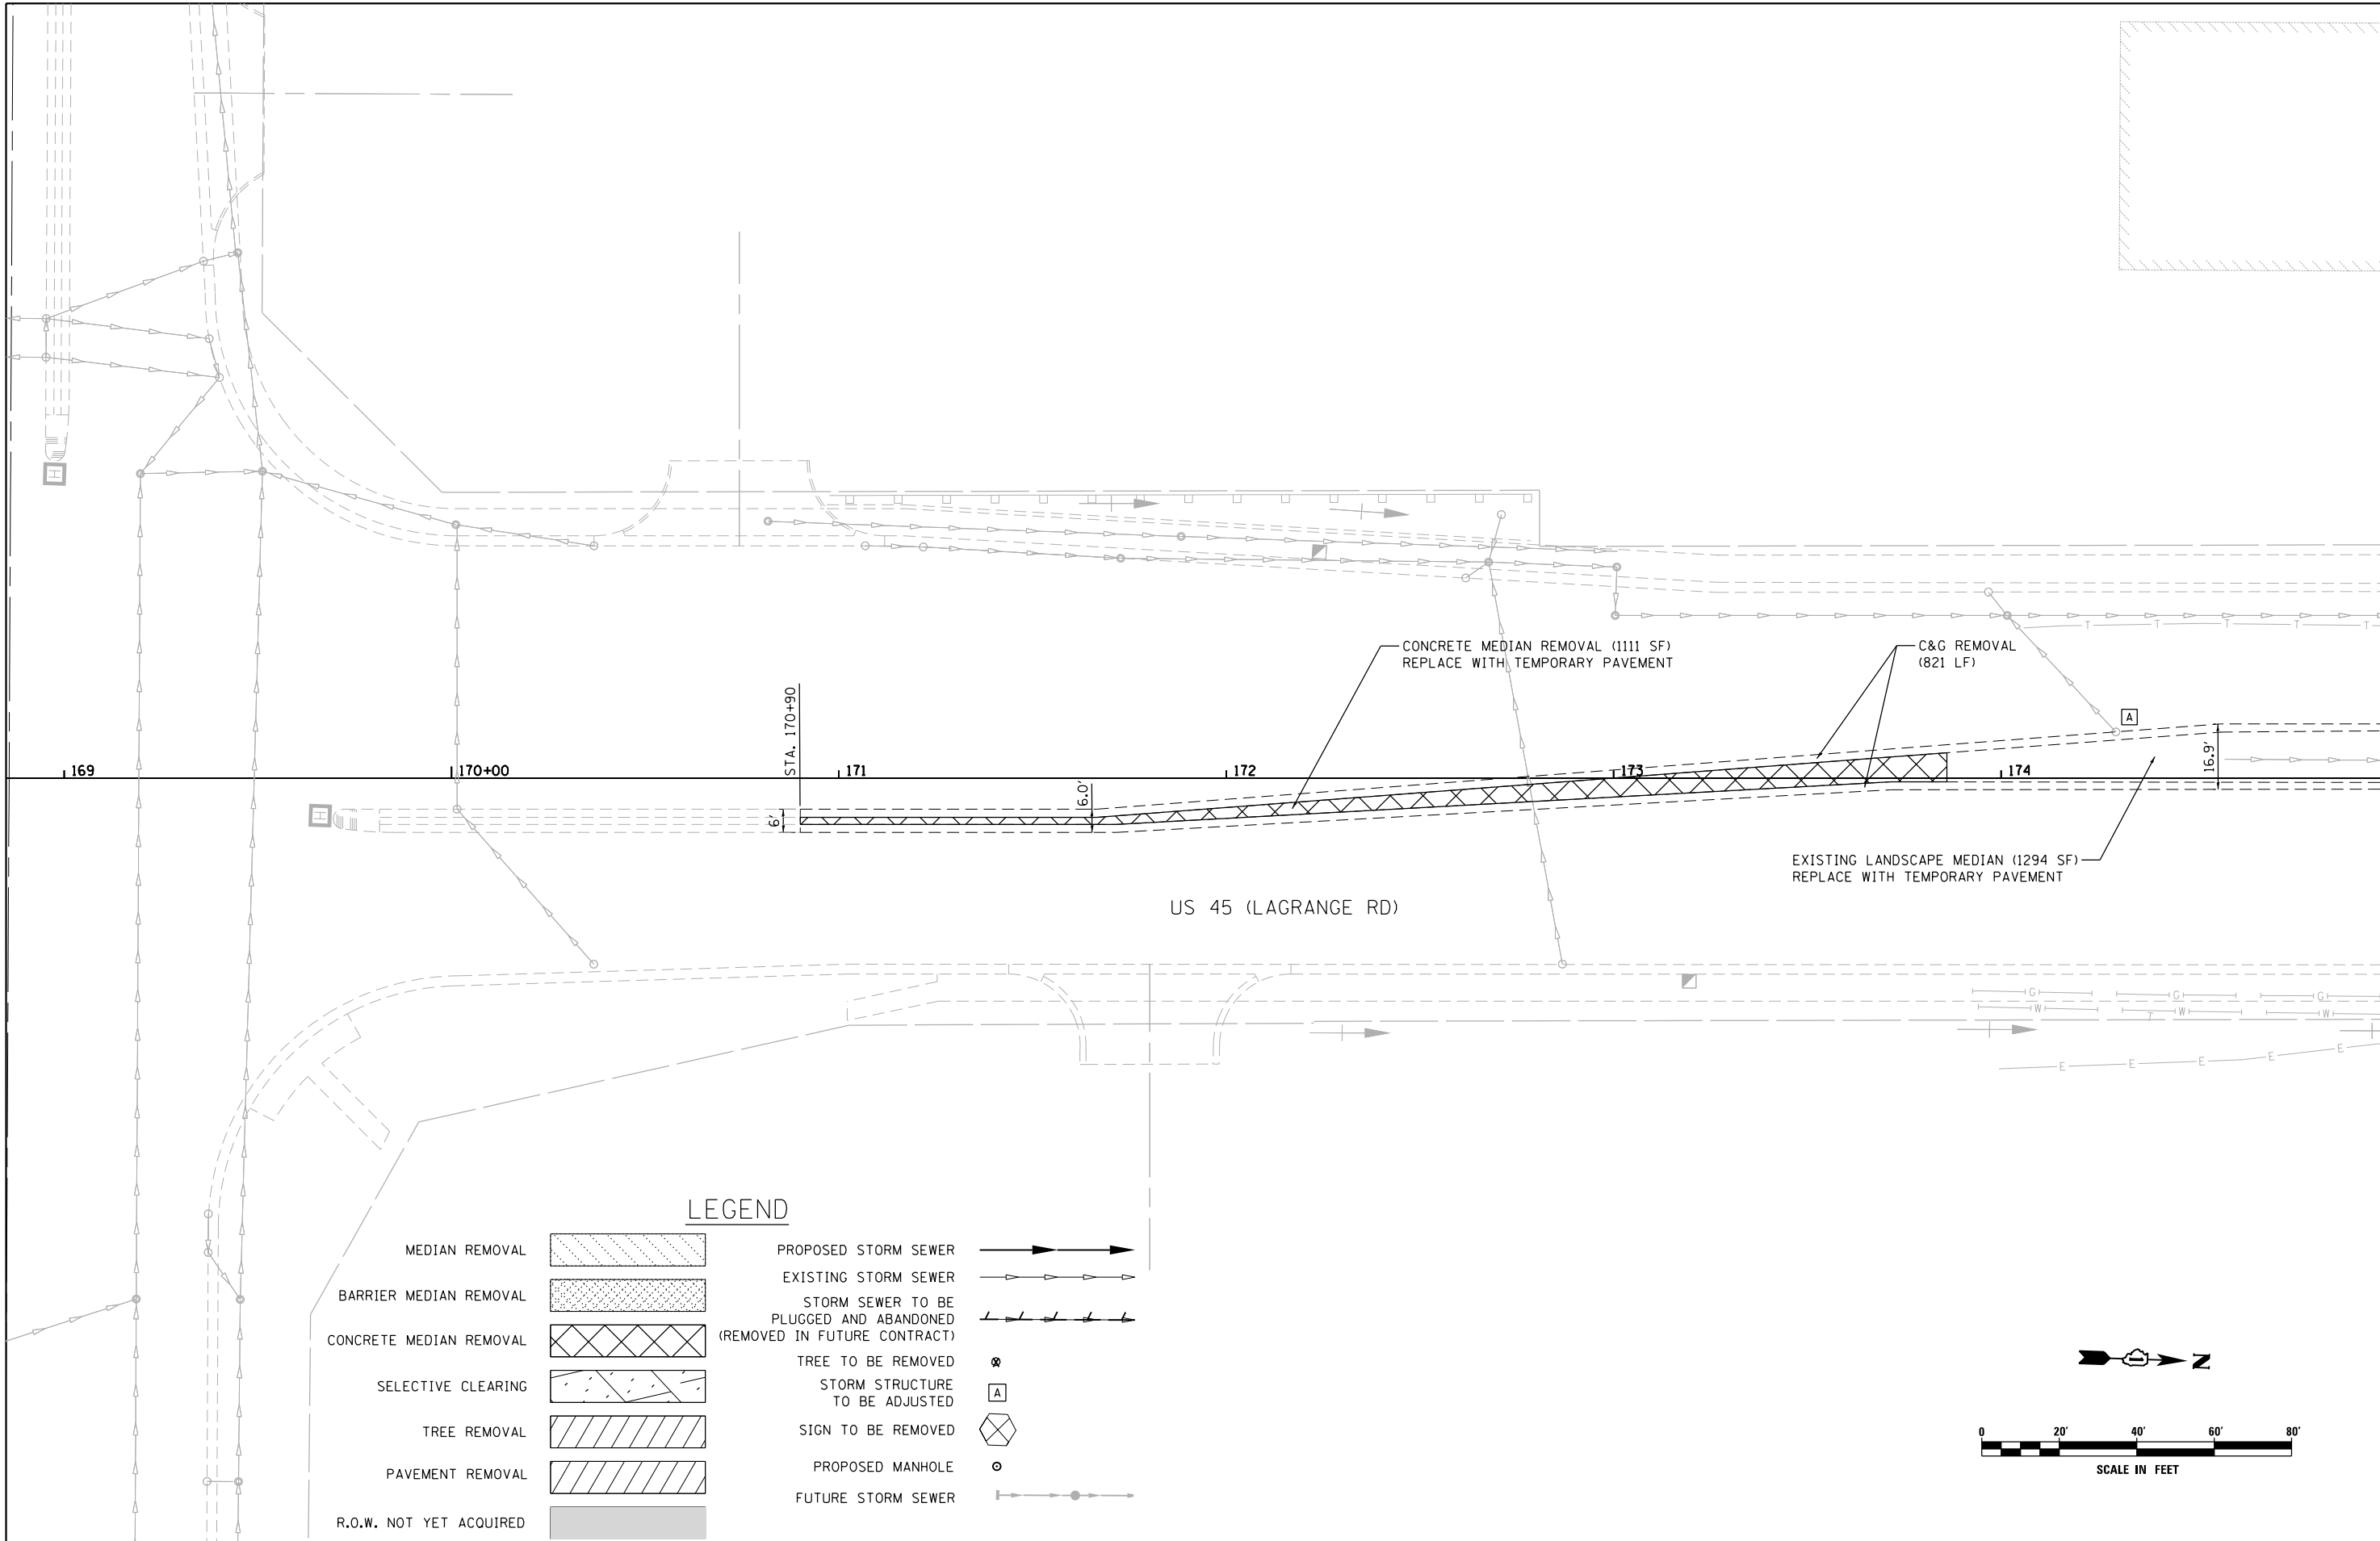 CONCRETE MEDIAN REMOVAL (1111 SF)
REPLACE WITH TEMPORARY PAVEMENT
C&G REMOVAL
(821 LF)
STA. 170+90
A
169
170+00
171
172
173
174
6'
6.0'
16.9'
T T T T
EXISTING LANDSCAPE MEDIAN (1294 SF)
REPLACE WITH TEMPORARY PAVEMENT
US 45 (LAGRANGE RD)
G G G
W W W
T
E E E E E
H
H
LEGEND
MEDIAN REMOVAL
BARRIER MEDIAN REMOVAL
CONCRETE MEDIAN REMOVAL
SELECTIVE CLEARING
TREE REMOVAL
PAVEMENT REMOVAL
R.O.W. NOT YET ACQUIRED
PROPOSED STORM SEWER
EXISTING STORM SEWER
STORM SEWER TO BE
PLUGGED AND ABANDONED
(REMOVED IN FUTURE CONTRACT)
TREE TO BE REMOVED
STORM STRUCTURE
TO BE ADJUSTED
A
SIGN TO BE REMOVED
PROPOSED MANHOLE
FUTURE STORM SEWER
N
0 20' 40' 60' 80'
SCALE IN FEET